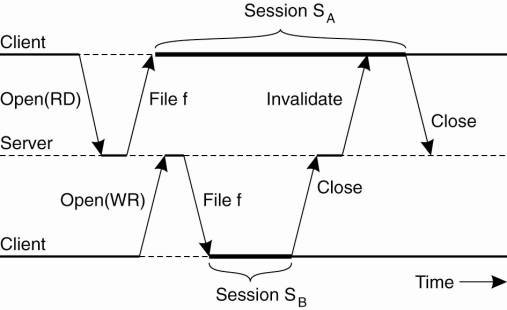 Session S_A
Client
Open(RD)
File f
Invalidate
Close
Server
Open(WR)
File f
Close
Client
Time
Session S_B